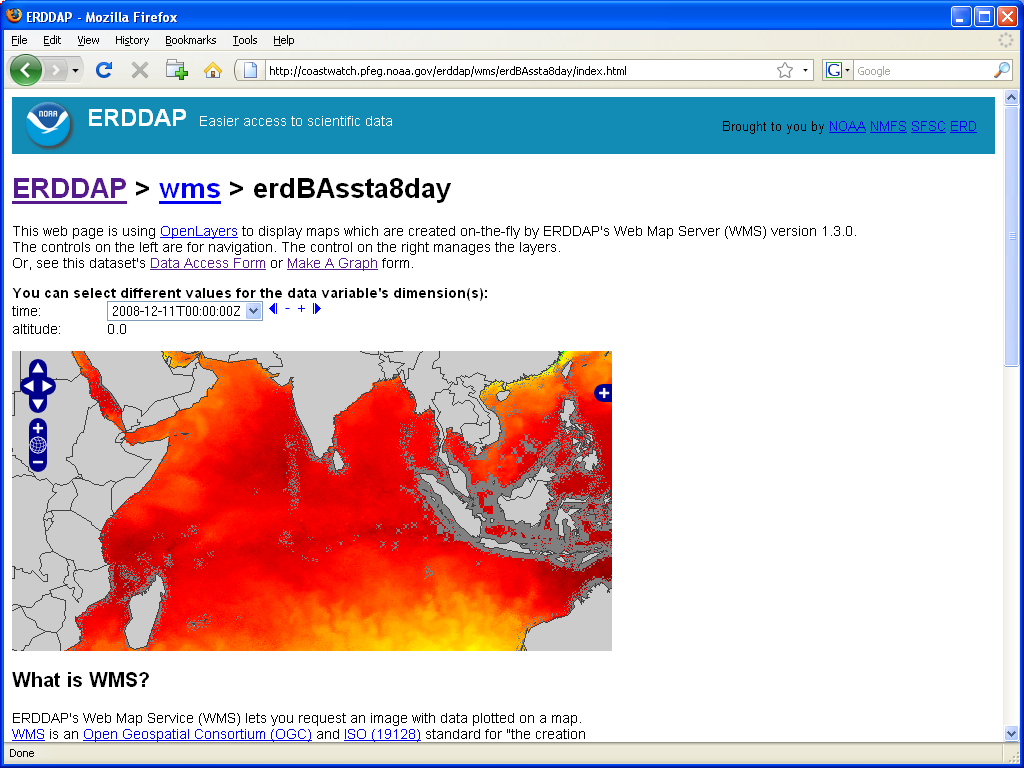 ERDDAP - Mozilla Firefox
File Edit View History Bookmarks Tools Help
http://coastwatch.pfeg.noaa.gov/erddap/wms/erdBAssta8day/index.html
G Google
NOAA
ERDDAP Easier access to scientific data
Brought to you by NOAA NMFS SFSC ERD
ERDDAP > wms > erdBAssta8day
This web page is using OpenLayers to display maps which are created on-the-fly by ERDDAP's Web Map Server (WMS) version 1.3.0.
The controls on the left are for navigation. The control on the right manages the layers.
Or, see this dataset's Data Access Form or Make A Graph form.
You can select different values for the data variable's dimension(s):
time: 2008-12-11T00:00:00Z - +
altitude: 0.0
What is WMS?
ERDDAP's Web Map Service (WMS) lets you request an image with data plotted on a map.
WMS is an Open Geospatial Consortium (OGC) and ISO (19128) standard for "the creation
Done